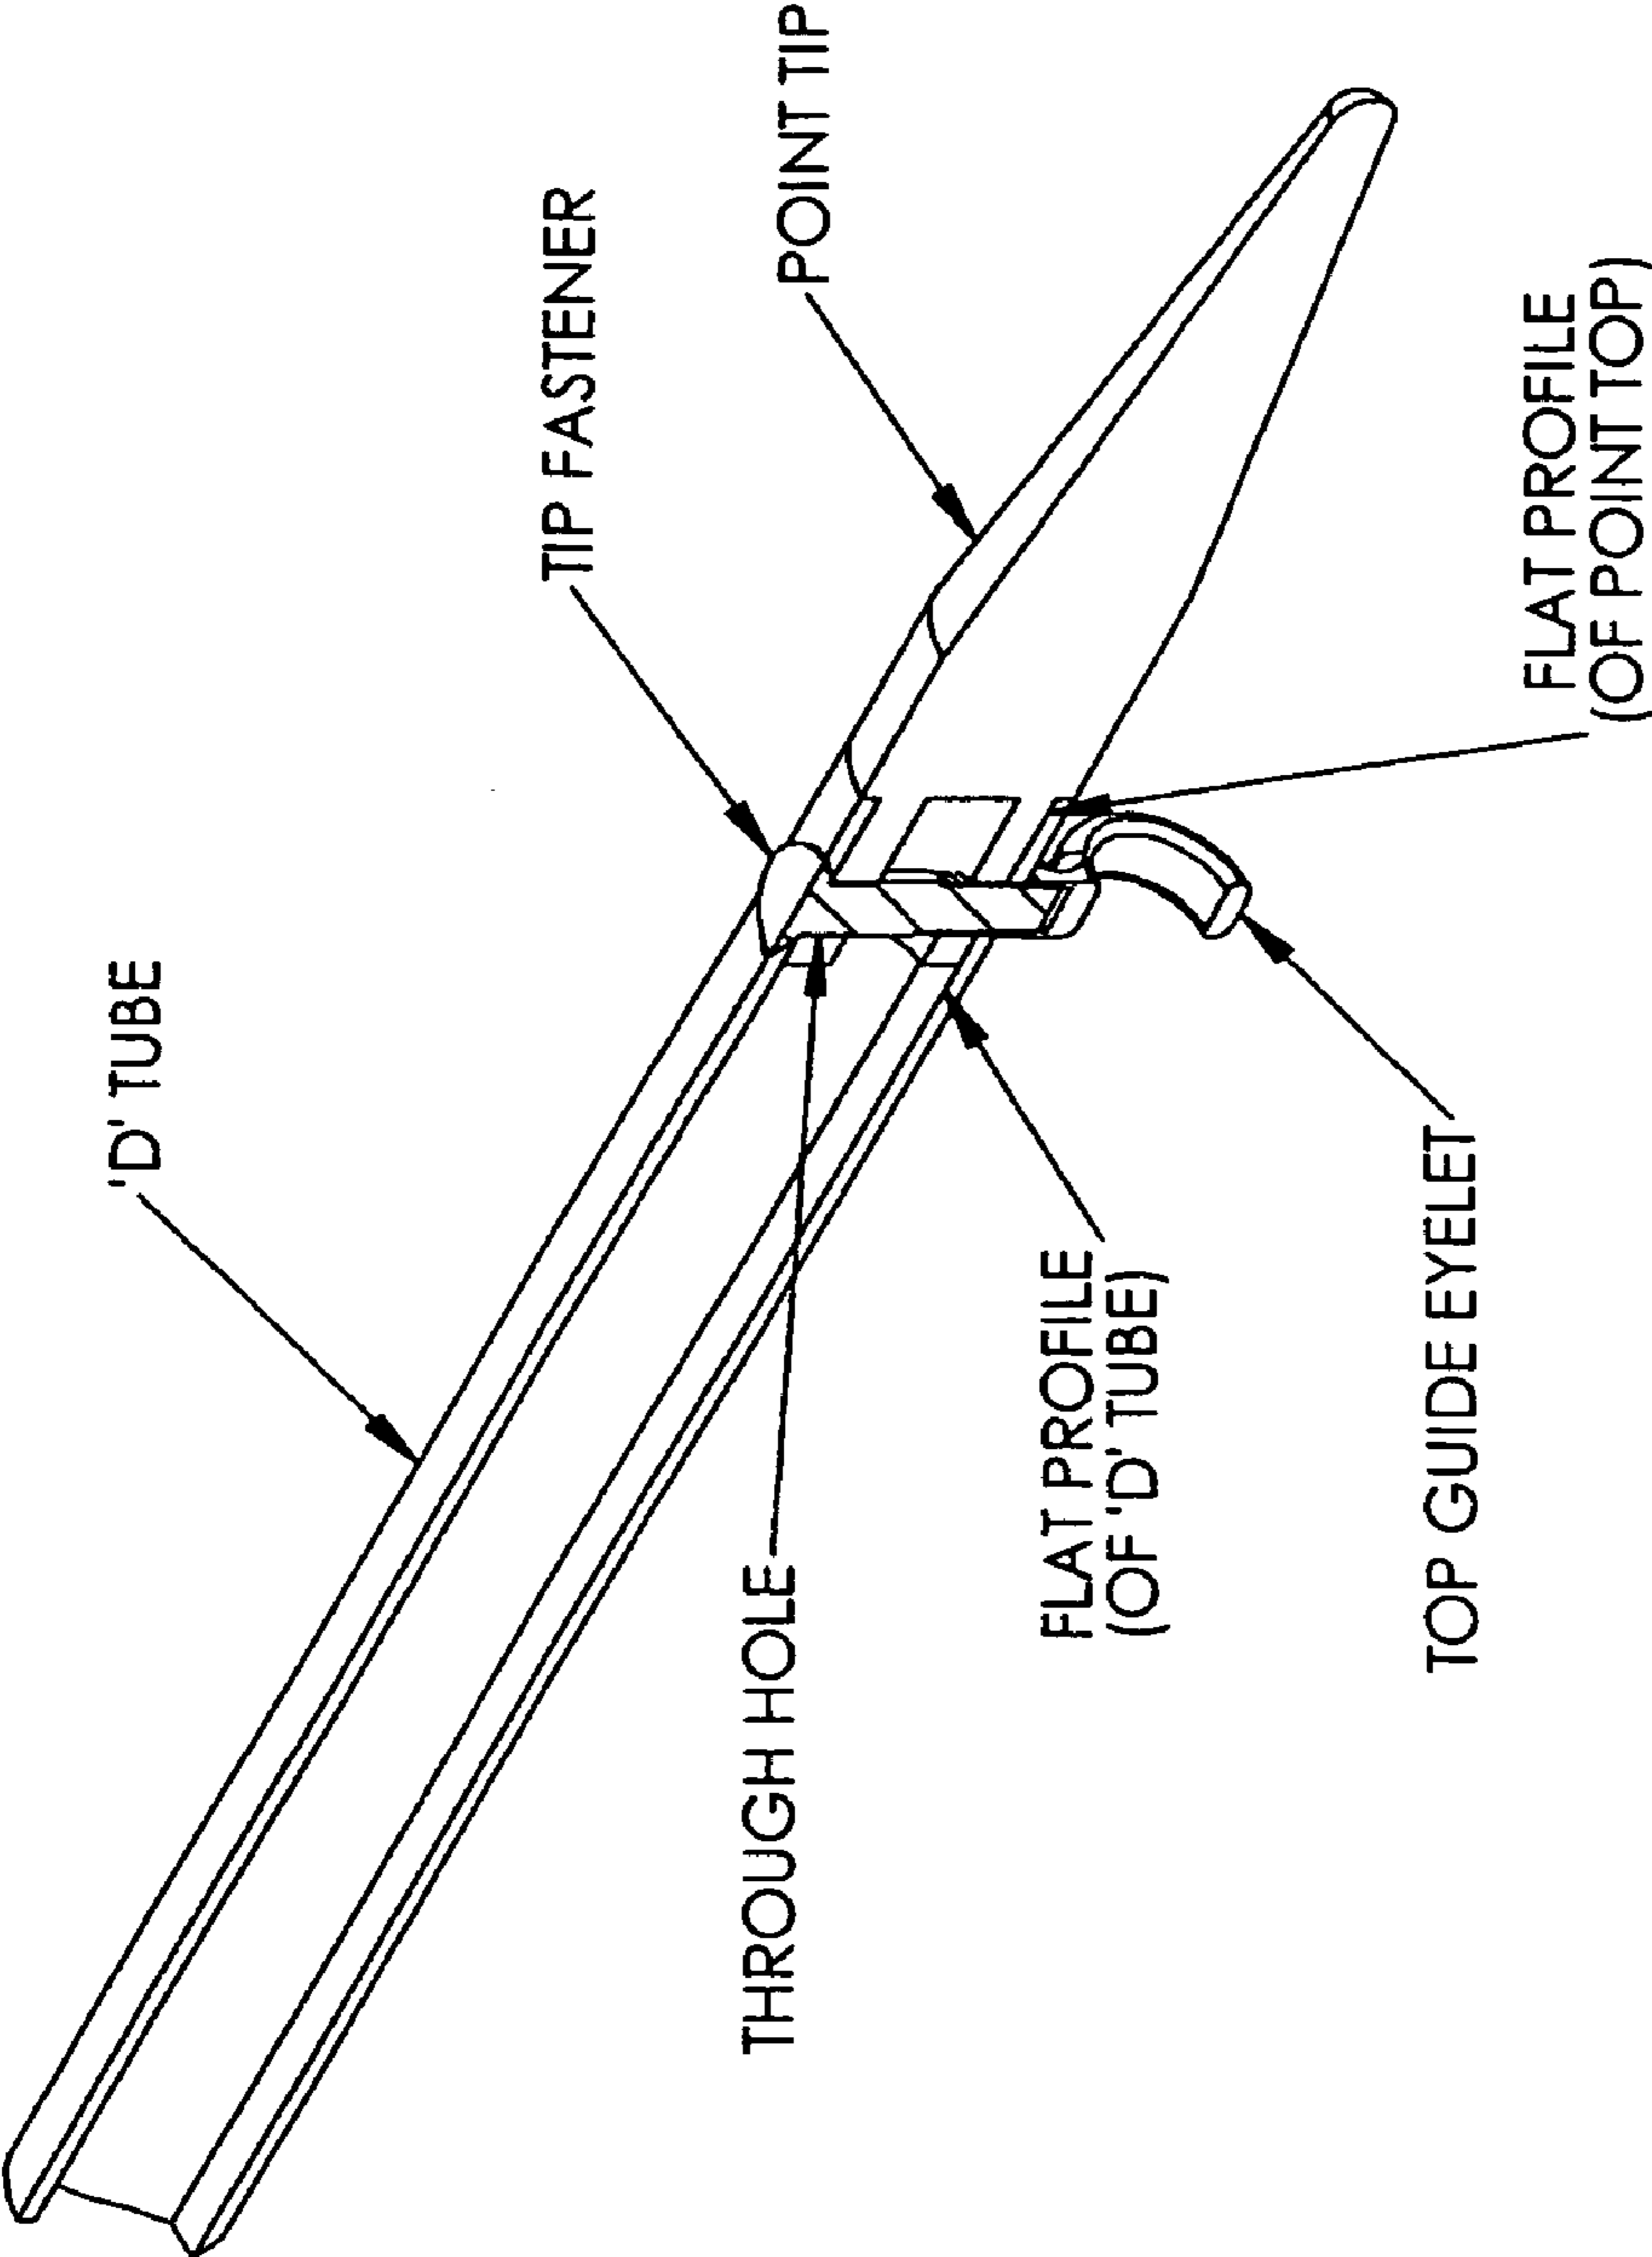 'D' TUBE
TIP FASTENER
POINT TIP
THROUGH HOLE
FLAT PROFILE
(OF 'D' TUBE)
TOP GUIDE EYELET
FLAT PROFILE
(OF POINT TOP)